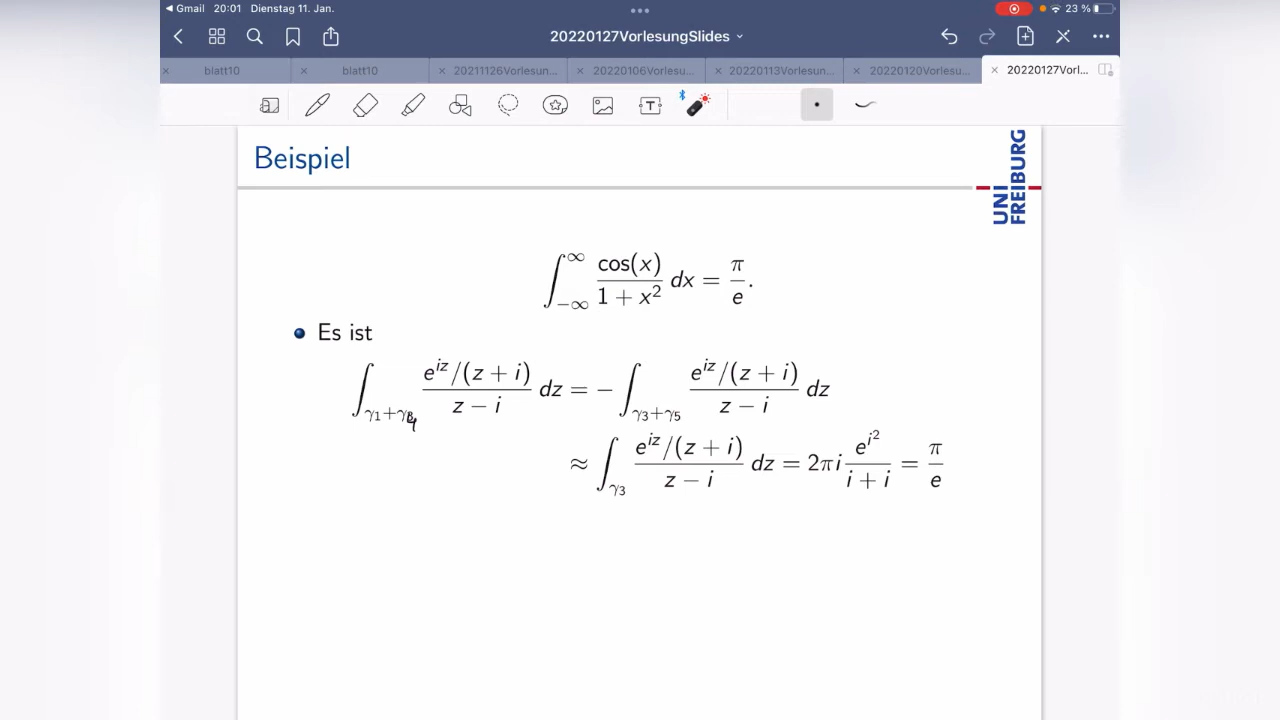 ◀ Gmail 20:01 Dienstag 11. Jan. 23 %
20220127VorlesungSlides
blatt10 blatt10 20211126Vorlesun... 20220106Vorlesu... 20220113Vorlesun... 20220120Vorlesu... 20220127Vorl...
T
Beispiel
UNI
FREIBURG
∫_{−∞}^{∞} cos(x)/(1 + x²) dx = π/e.
• Es ist
∫_{γ₁+γ₄} (e^{iz}/(z + i))/(z − i) dz = − ∫_{γ₃+γ₅} (e^{iz}/(z + i))/(z − i) dz
≈ ∫_{γ₃} (e^{iz}/(z + i))/(z − i) dz = 2πi e^{i²}/(i + i) = π/e